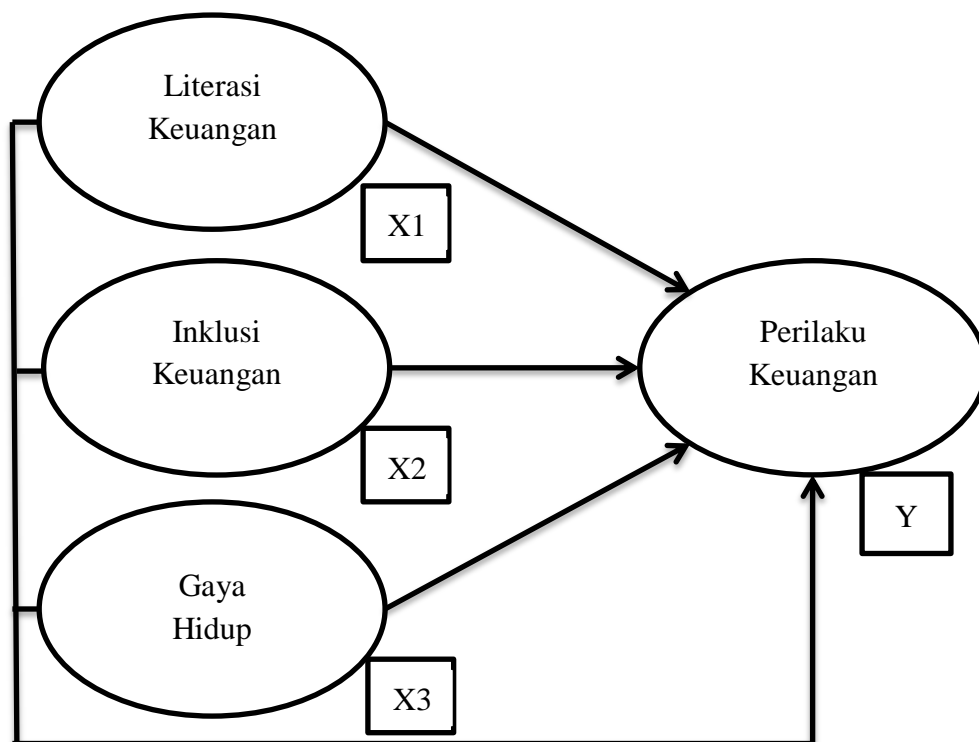 Literasi
Keuangan
X1
Inklusi
Keuangan
X2
Gaya
Hidup
X3
Perilaku
Keuangan
Y